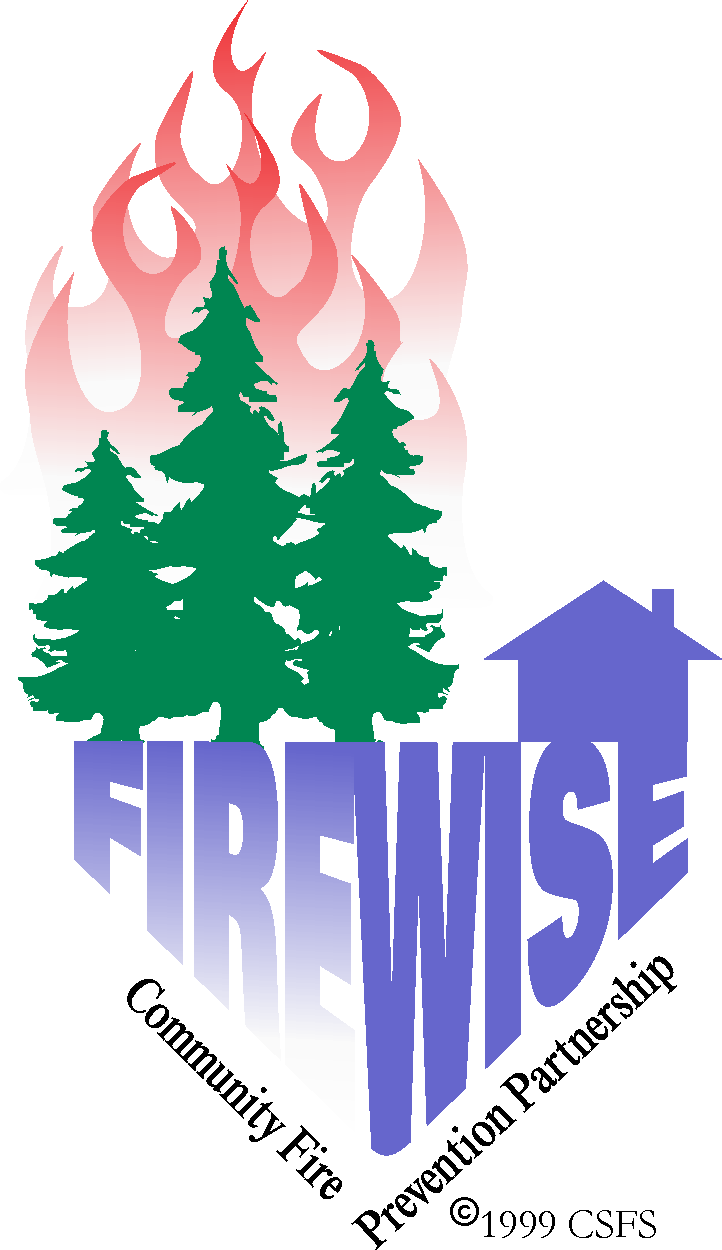 FIREWISE
Community Fire
Prevention Partnership
©1999 CSFS